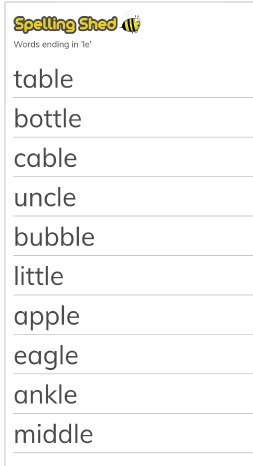 Spelling Shed
Words ending in 'le'
table
bottle
cable
uncle
bubble
little
apple
eagle
ankle
middle